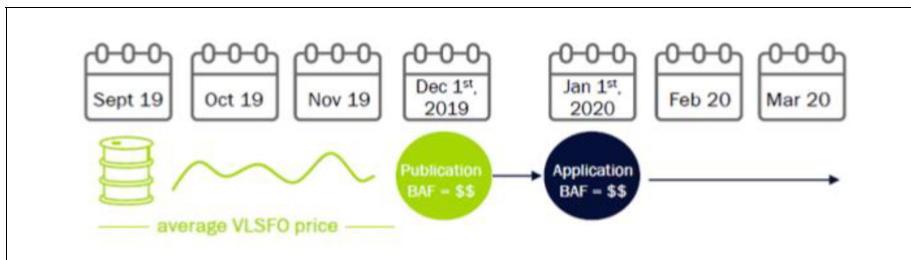 Sept 19
Oct 19
Nov 19
Dec 1st,
2019
Jan 1st,
2020
Feb 20
Mar 20
Publication
BAF = $$
Application
BAF = $$
average VLSFO price